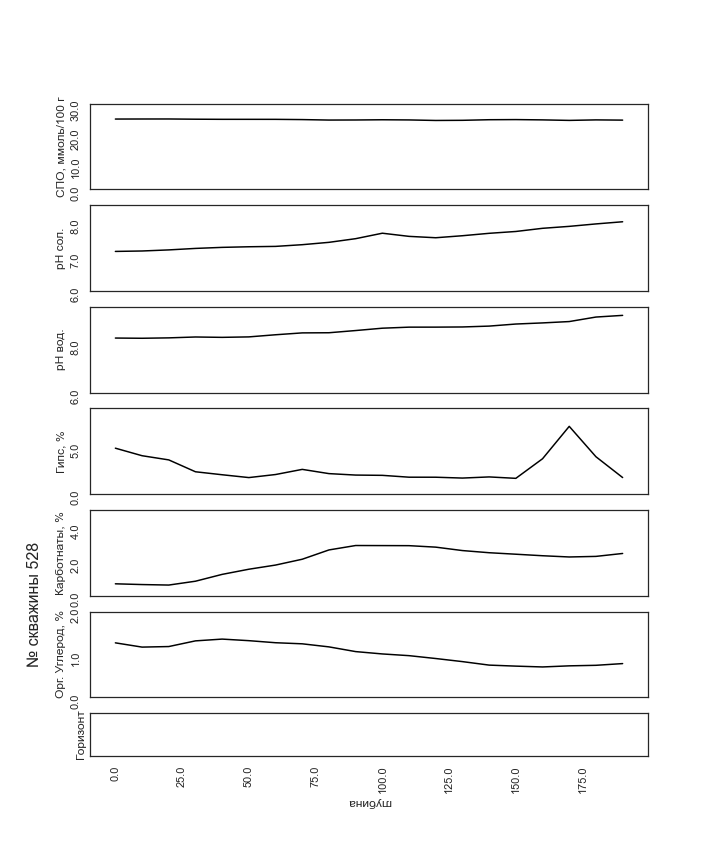 № скважины 528
СПО, ммоль/100 г
0.0 10.0 20.0 30.0
pH сол.
6.0 7.0 8.0
pH вод.
6.0 8.0
Гипс, %
0.0 5.0
Карботнаты, %
0.0 2.0 4.0
Орг. Углерод, %
0.0 1.0 2.0
Горизонт
0.0 25.0 50.0 75.0 100.0 125.0 150.0 175.0
глубина